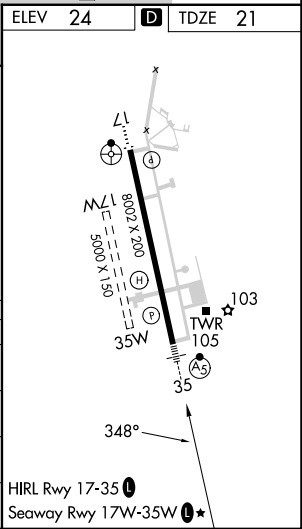 ELEV 24 D TDZE 21
17
P
8002 X 200
17W
5000 X 150
H
P
103
TWR
105
35W
A5
35
348°
HIRL Rwy 17-35 L
Seaway Rwy 17W-35W L